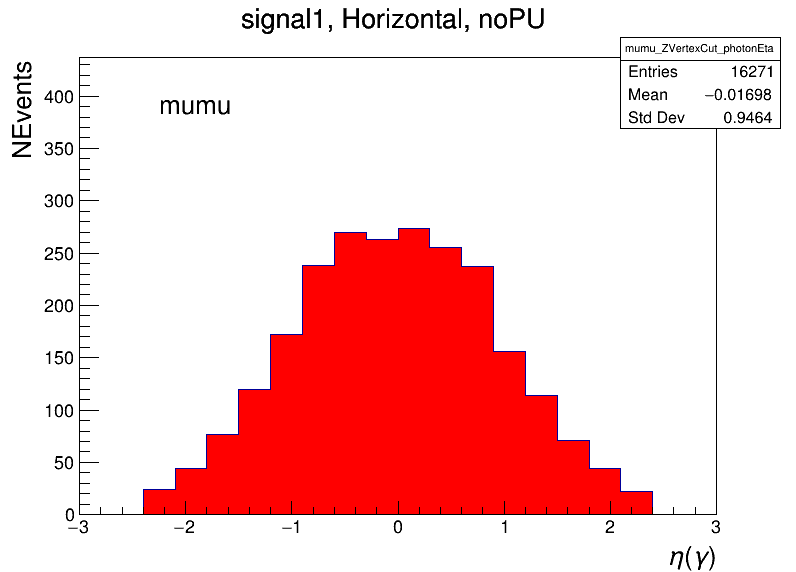 signal1, Horizontal, noPU
mumu_ZVertexCut_photonEta
Entries 16271
Mean −0.01698
Std Dev 0.9464
NEvents
mumu
400
350
300
250
200
150
100
50
0
−3 −2 −1 0 1 2 3
η(γ)